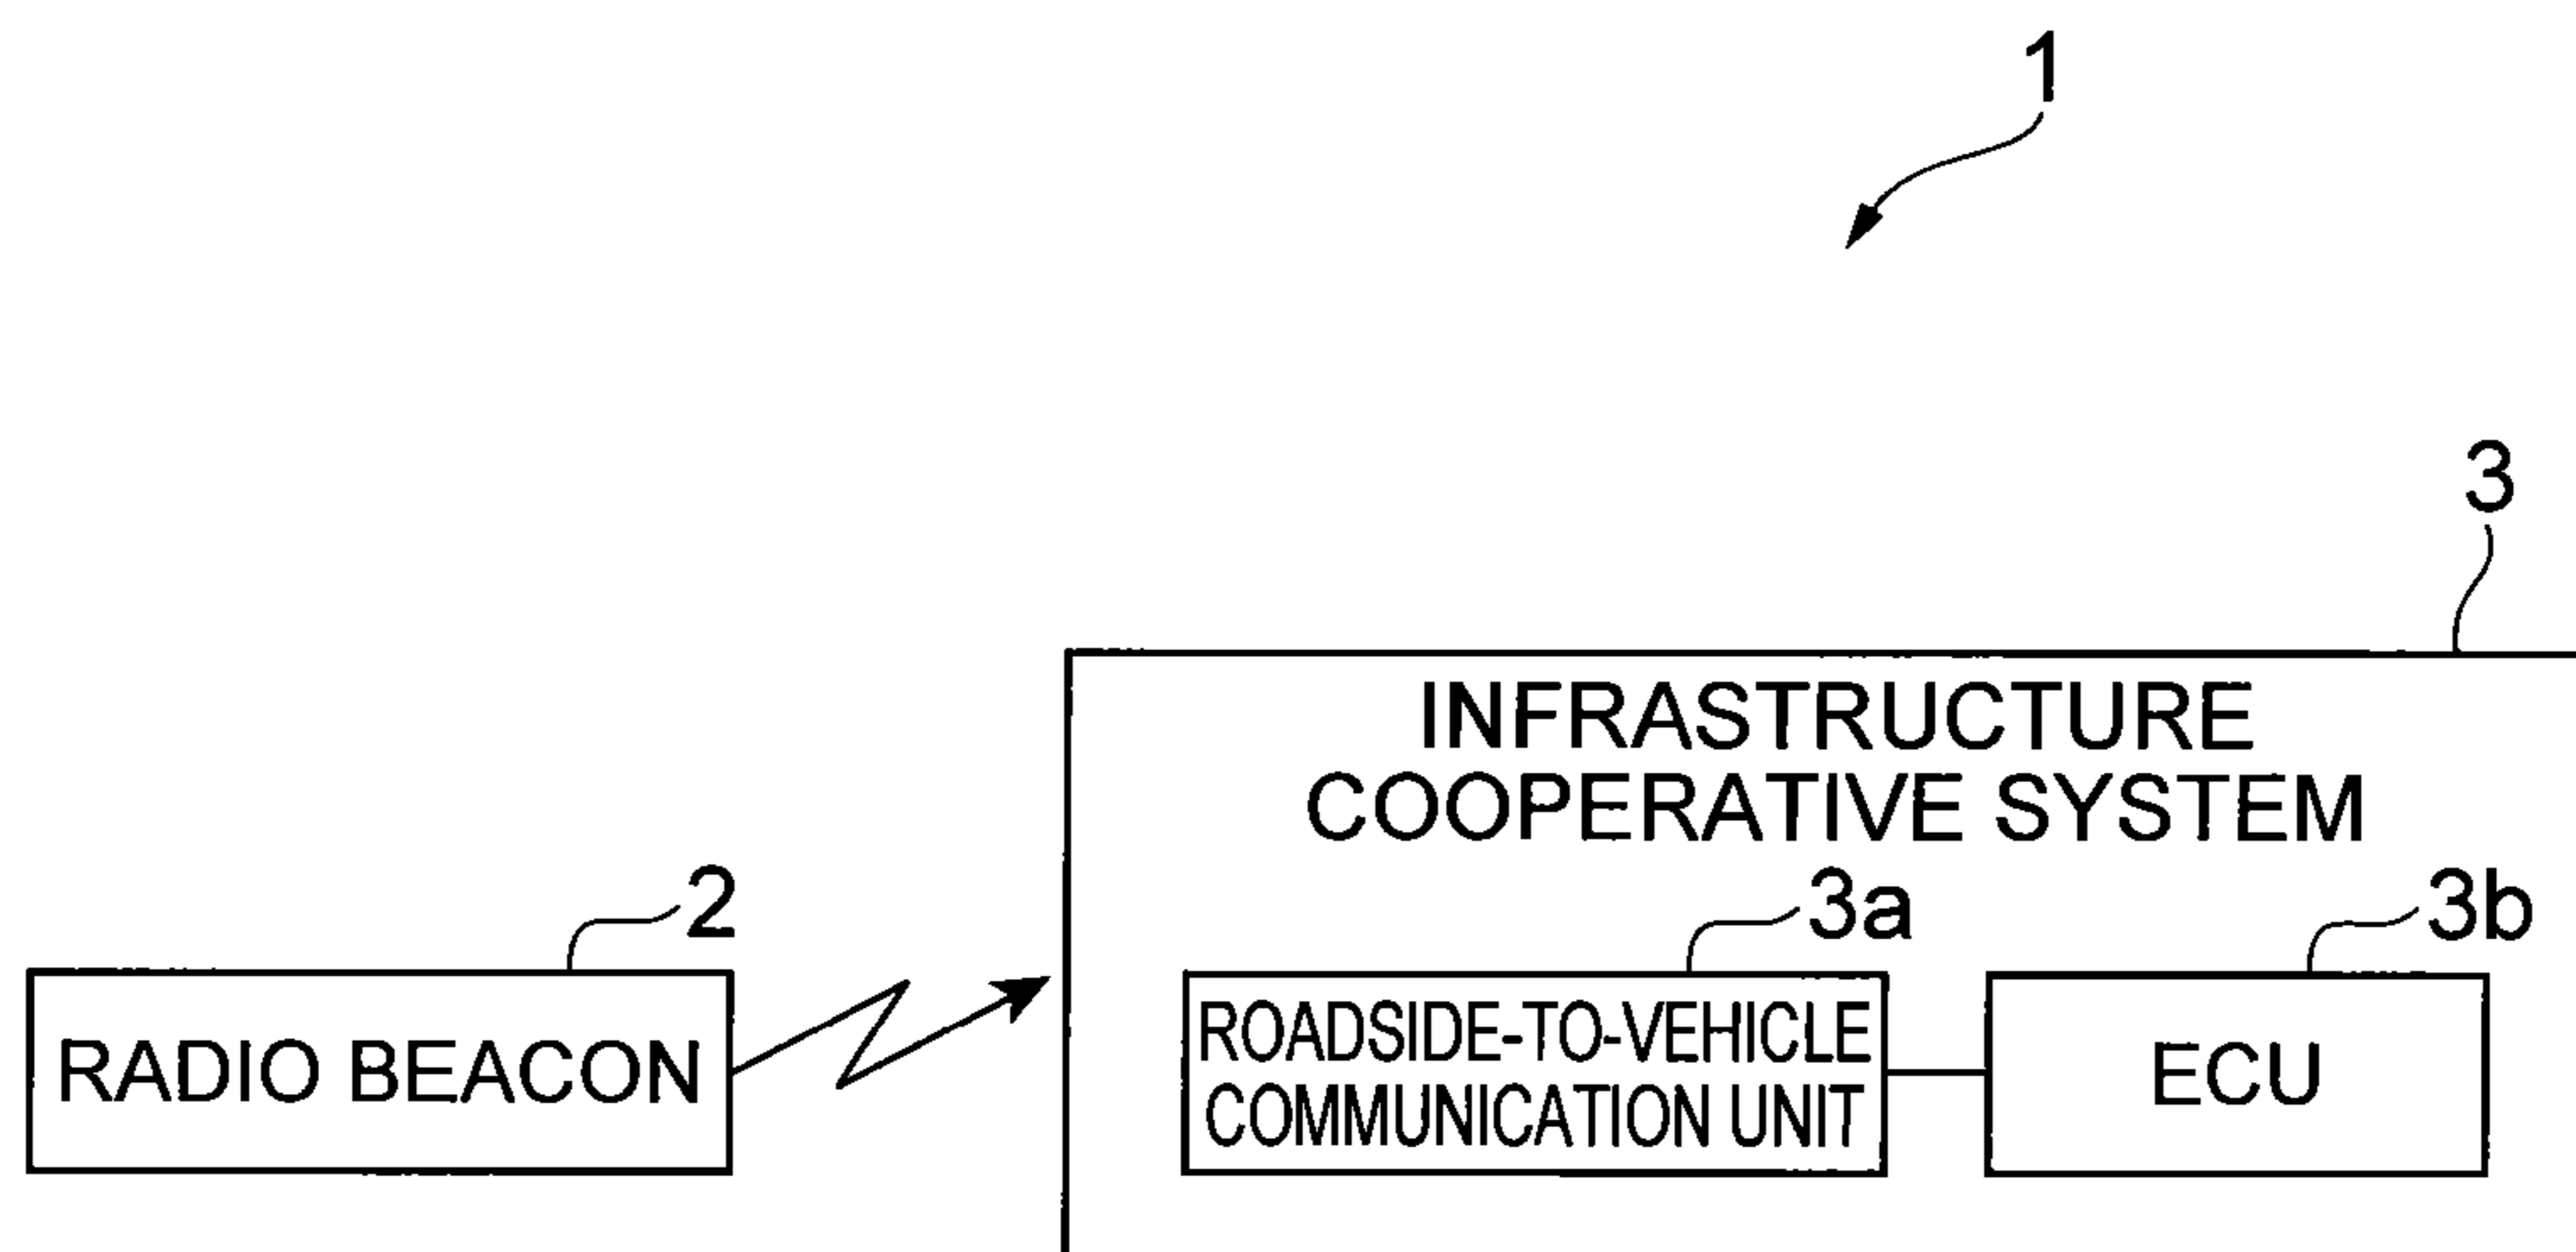 1
3
INFRASTRUCTURE
COOPERATIVE SYSTEM
2
3a
3b
RADIO BEACON
ROADSIDE-TO-VEHICLE
COMMUNICATION UNIT
ECU